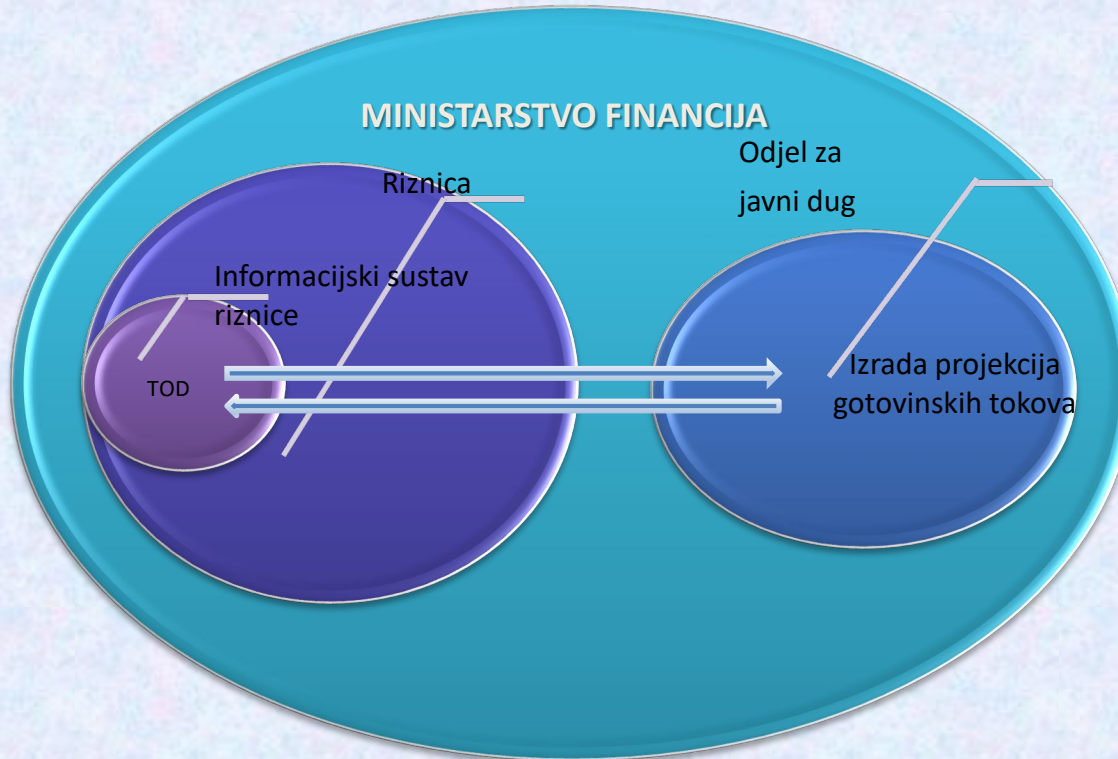 MINISTARSTVO FINANCIJA
Odjel za
javni dug
Riznica
Informacijski sustav
riznice
TOD
Izrada projekcija
gotovinskih tokova